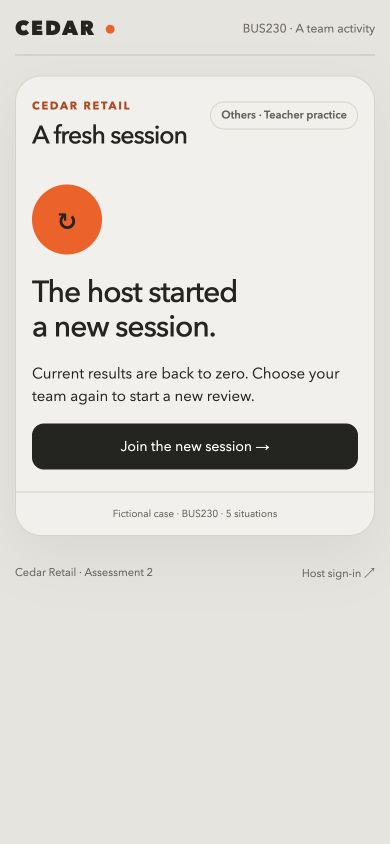 CEDAR
BUS230 · A team activity
CEDAR RETAIL
A fresh session
Others · Teacher practice
↻
The host started
a new session.
Current results are back to zero. Choose your
team again to start a new review.
Join the new session →
Fictional case · BUS230 · 5 situations
Cedar Retail · Assessment 2
Host sign-in ↗